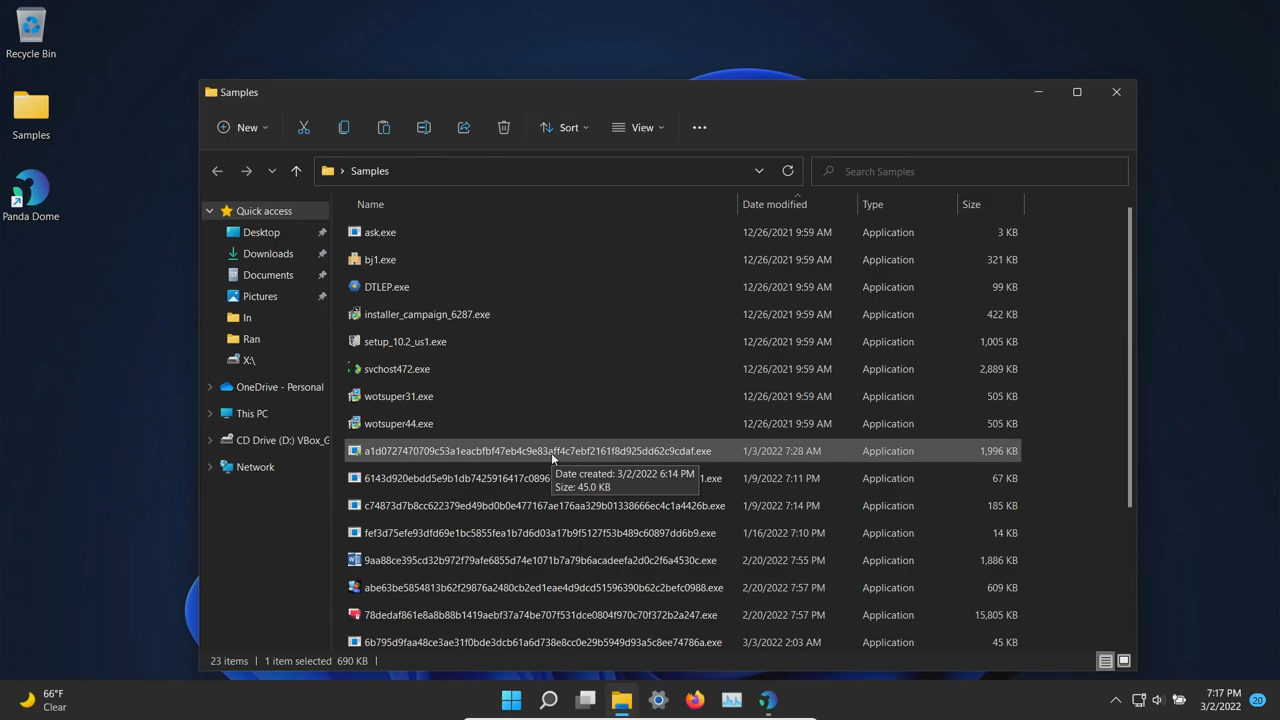 Recycle Bin
Samples
Panda Dome
Samples
New
Sort
View
Samples
Search Samples
Quick access
Desktop
Downloads
Documents
Pictures
In
Ran
X:\
OneDrive - Personal
This PC
CD Drive (D:) VBox_G
Network
Name Date modified Type Size
ask.exe 12/26/2021 9:59 AM Application 3 KB
bj1.exe 12/26/2021 9:59 AM Application 321 KB
DTLEP.exe 12/26/2021 9:59 AM Application 99 KB
installer_campaign_6287.exe 12/26/2021 9:59 AM Application 422 KB
setup_10.2_us1.exe 12/26/2021 9:59 AM Application 1,005 KB
svchost472.exe 12/26/2021 9:59 AM Application 2,889 KB
wotsuper31.exe 12/26/2021 9:59 AM Application 505 KB
wotsuper44.exe 12/26/2021 9:59 AM Application 505 KB
a1d0727470709c53a1eacbfbf47eb4c9e83aff4c7ebf2161f8d925dd62c9cdaf.exe 1/3/2022 7:28 AM Application 1,996 KB
Date created: 3/2/2022 6:14 PM
Size: 45.0 KB
6143d920ebdd5e9b1db7425916417c0896 1.exe 1/9/2022 7:11 PM Application 67 KB
c74873d7b8cc622379ed49bd0b0e477167ae176aa329b01338666ec4c1a4426b.exe 1/9/2022 7:14 PM Application 185 KB
fef3d75efe93dfd69e1bc5855fea1b7d6d03a17b9f5127f53b489c60897dd6b9.exe 1/16/2022 7:10 PM Application 14 KB
9aa88ce395cd32b972f79afe6855d74e1071b7a79b6acadeefa2d0c2f6a4530c.exe 2/20/2022 7:55 PM Application 1,886 KB
abe63be5854813b62f29876a2480cb2ed1eae4d9dcd51596390b62c2befc0988.exe 2/20/2022 7:57 PM Application 609 KB
78dedaf861e8a8b88b1419aebf37a74be707f531dce0804f970c70f372b2a247.exe 2/20/2022 7:57 PM Application 15,805 KB
6b795d9faa48ce3ae31f0bde3dcb61a6d738e8cc0e29b5949d93a5c8ee74786a.exe 3/3/2022 2:03 AM Application 45 KB
23 items 1 item selected 690 KB
66°F
Clear
7:17 PM
3/2/2022
20